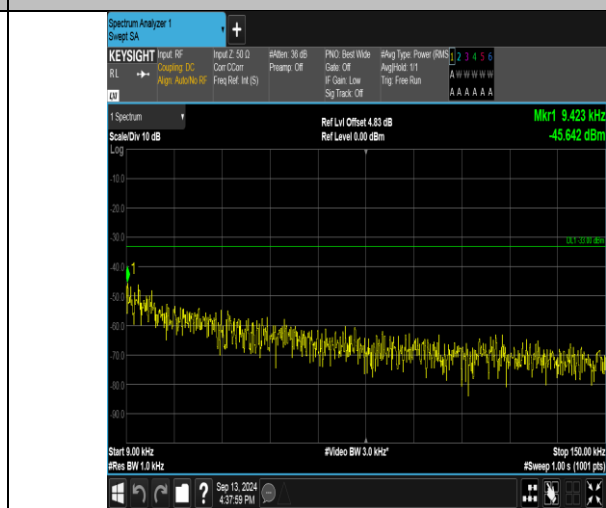 Spectrum Analyzer 1
Swept SA
+
KEYSIGHT Input: RF Input Z: 50 Ω #Atten: 36 dB PNO: Best Wide #Avg Type: Power (RMS 1 2 3 4 5 6
RL Coupling: DC Corr CCorr Preamp: Off Gate: Off Avg|Hold: 1/1 A W W W W W
Align: Auto/No RF Freq Ref: Int (S) IF Gain: Low Trig: Free Run
LXI Sig Track: Off A A A A A A
1 Spectrum Ref Lvl Offset 4.83 dB Mkr1 9.423 kHz
Scale/Div 10 dB Ref Level 0.00 dBm -45.642 dBm
Log
-10.0
-20.0
-30.0
DL1 -33.00 dBm
-40.0
1
-50.0
-60.0
-70.0
-80.0
-90.0
Start 9.00 kHz #Video BW 3.0 kHz* Stop 150.00 kHz
#Res BW 1.0 kHz #Sweep 1.00 s (1001 pts)
? Sep 13, 2024
4:37:59 PM